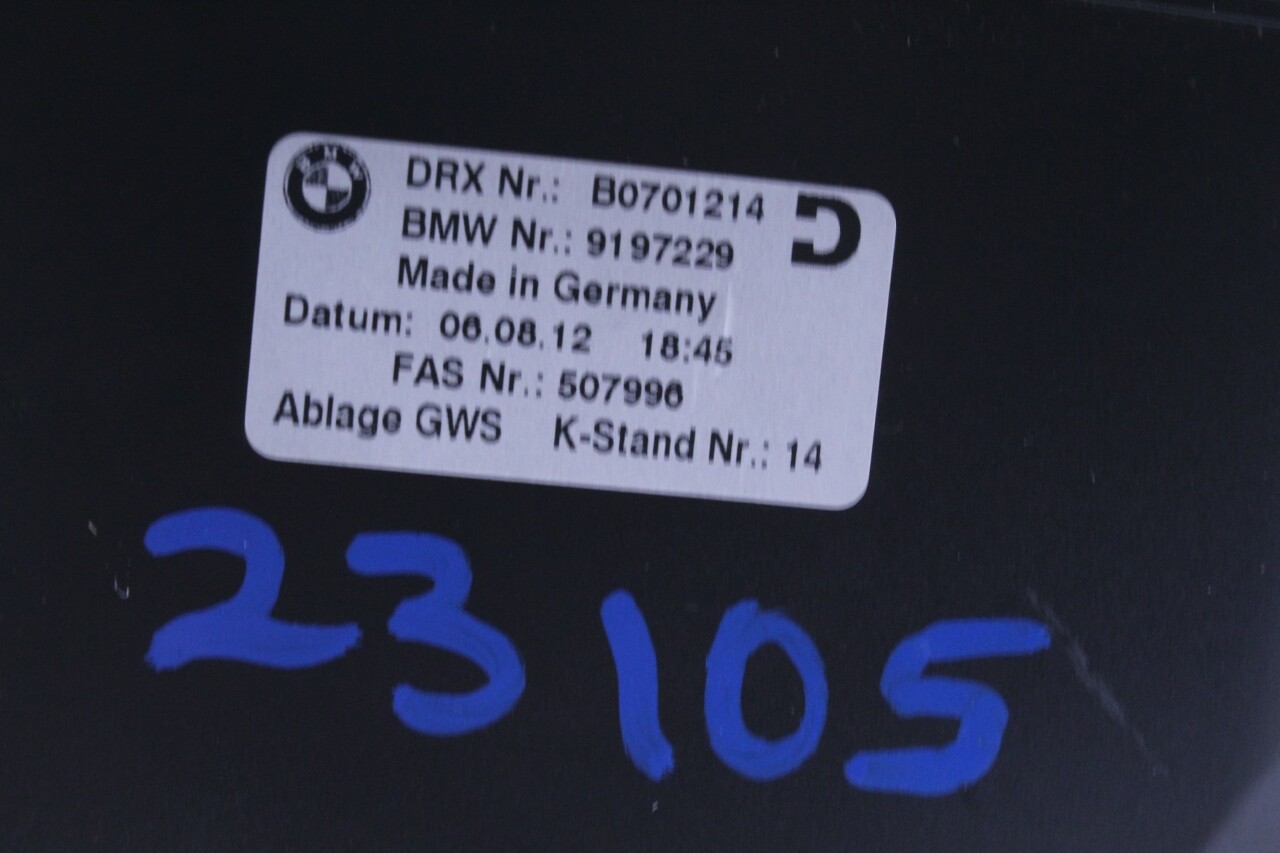 BMW
DRX Nr.: B0701214
BMW Nr.: 9197229
Made in Germany
Datum: 06.08.12 18:45
FAS Nr.: 507996
Ablage GWS K-Stand Nr.: 14
23105